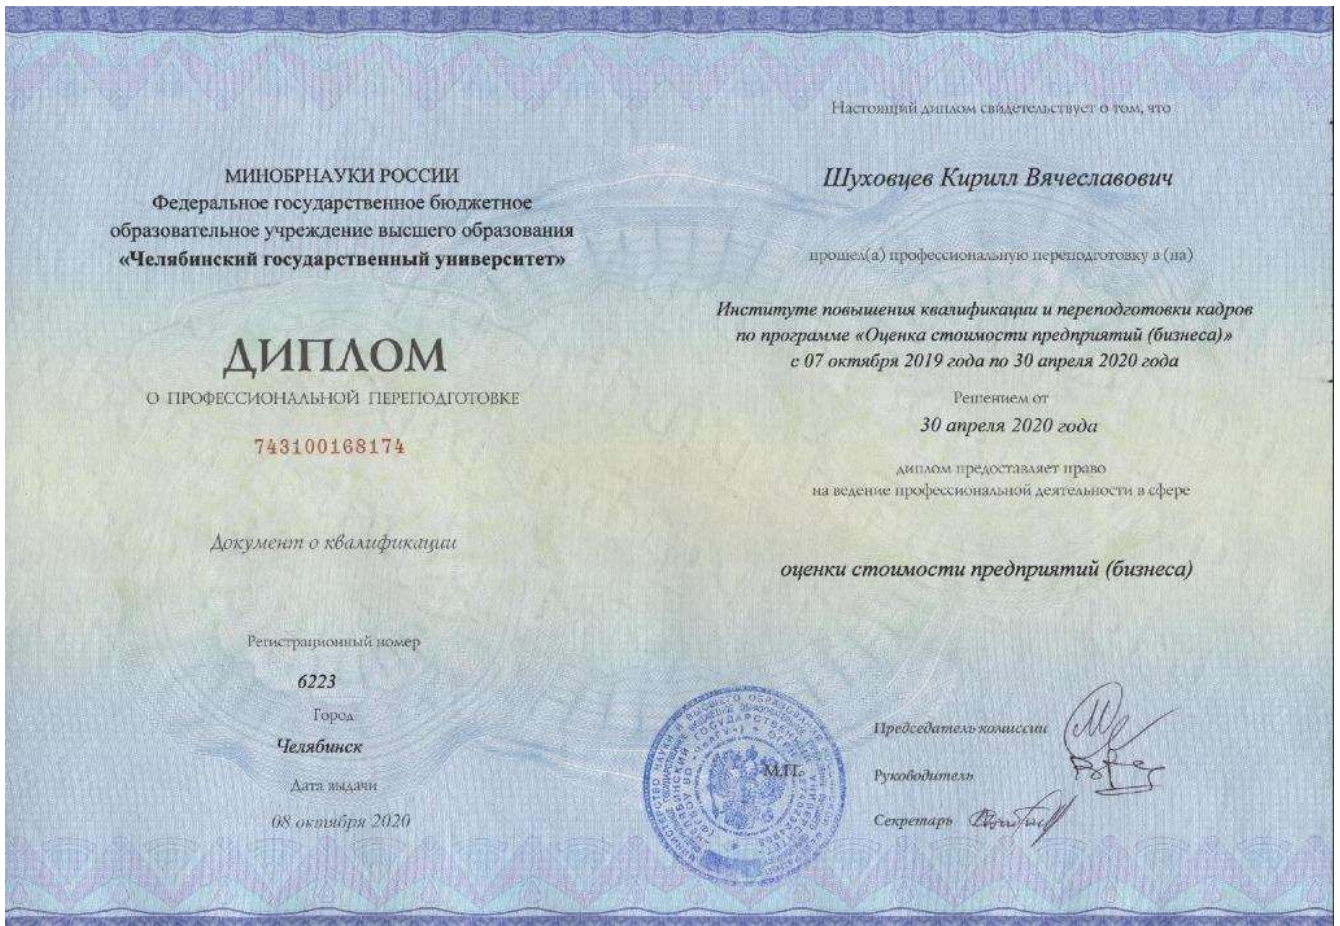 МИНОБРНАУКИ РОССИИ
Федеральное государственное бюджетное
образовательное учреждение высшего образования
«Челябинский государственный университет»
ДИПЛОМ
О ПРОФЕССИОНАЛЬНОЙ ПЕРЕПОДГОТОВКЕ
743100168174
Документ о квалификации
Регистрационный номер
6223
Город
Челябинск
Дата выдачи
08 октября 2020
Настоящий диплом свидетельствует о том, что
Шуховцев Кирилл Вячеславович
прошел(а) профессиональную переподготовку в (на)
Институте повышения квалификации и переподготовки кадров
по программе «Оценка стоимости предприятий (бизнеса)»
с 07 октября 2019 года по 30 апреля 2020 года
Решением от
30 апреля 2020 года
диплом предоставляет право
на ведение профессиональной деятельности в сфере
оценки стоимости предприятий (бизнеса)
Председатель комиссии
М.П.
Руководитель
Секретарь